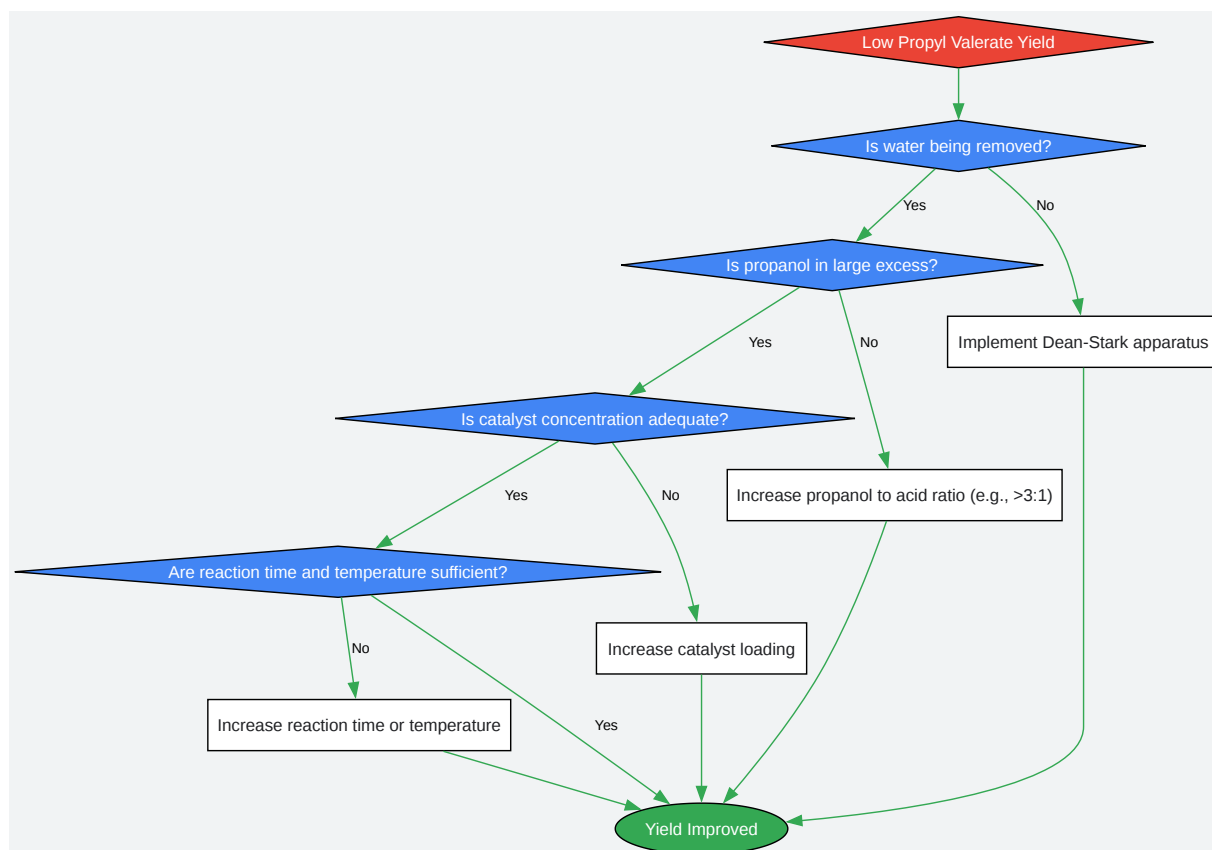 Low Propyl Valerate Yield
Is water being removed?
Yes
No
Is propanol in large excess?
Yes
No
Implement Dean-Stark apparatus
Is catalyst concentration adequate?
Yes
No
Increase propanol to acid ratio (e.g., >3:1)
Are reaction time and temperature sufficient?
No
Yes
Increase catalyst loading
Increase reaction time or temperature
Yield Improved